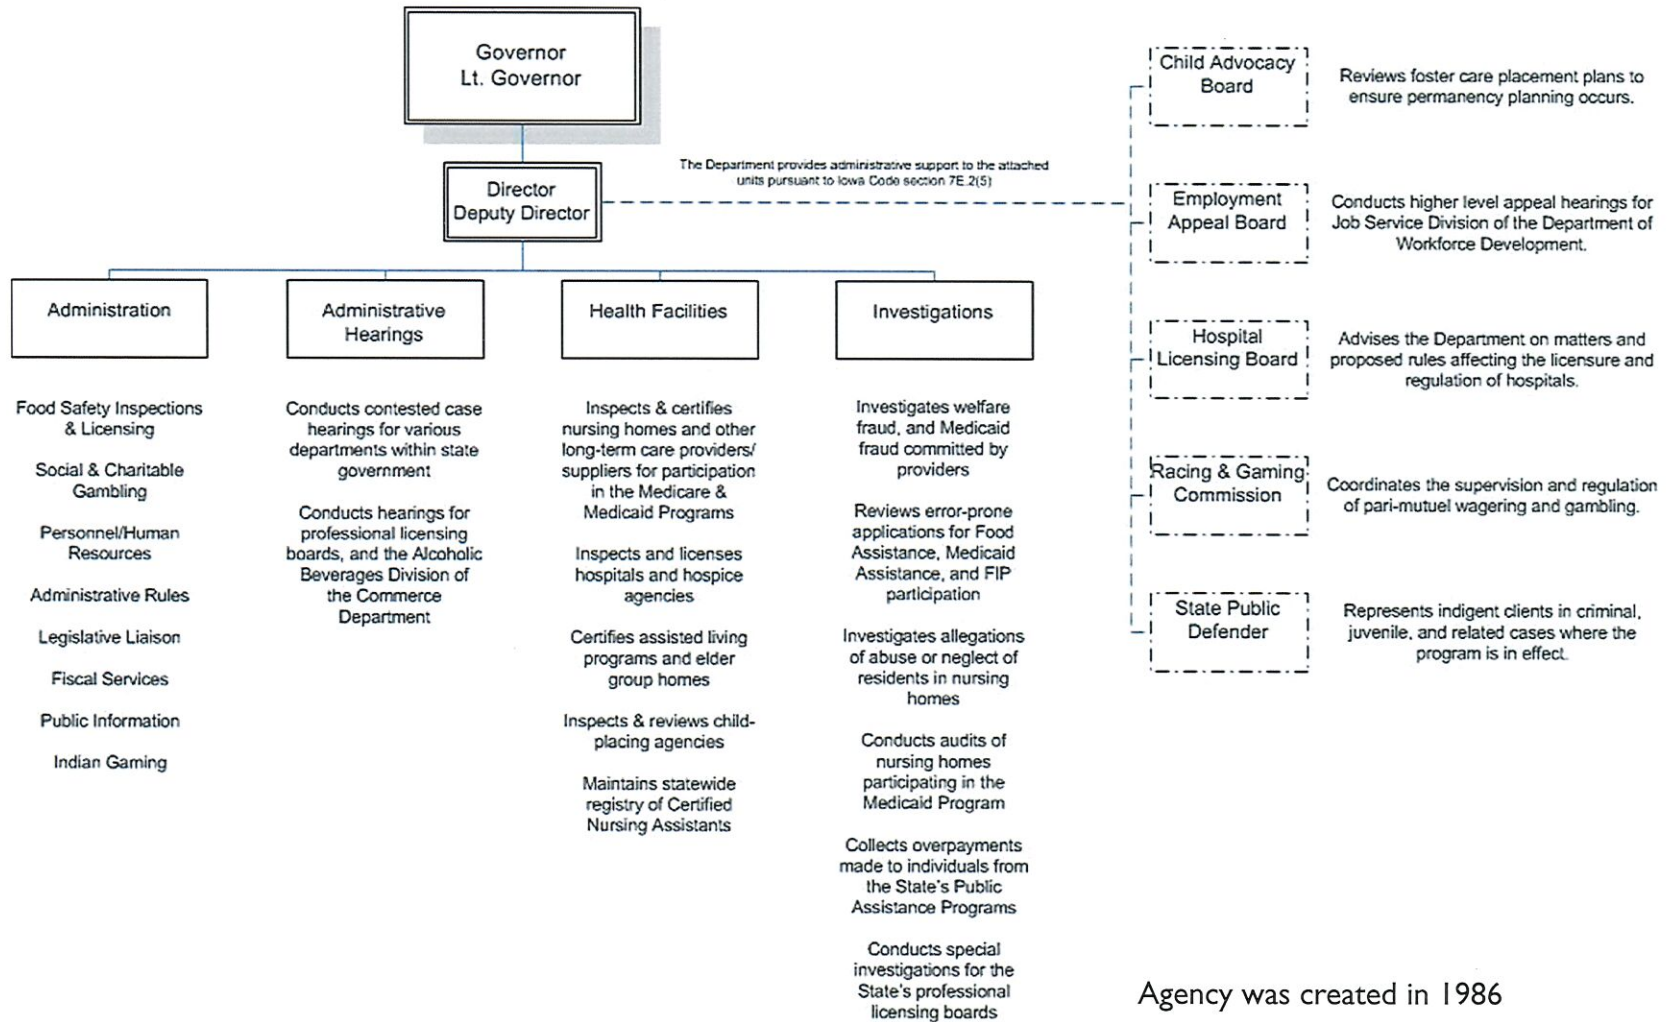 Governor
Lt. Governor
Director
Deputy Director
The Department provides administrative support to the attached
units pursuant to Iowa Code section 7E.2(5)
Administration
Food Safety Inspections
& Licensing
Social & Charitable
Gambling
Personnel/Human
Resources
Administrative Rules
Legislative Liaison
Fiscal Services
Public Information
Indian Gaming
Administrative
Hearings
Conducts contested case
hearings for various
departments within state
government
Conducts hearings for
professional licensing
boards, and the Alcoholic
Beverages Division of
the Commerce
Department
Health Facilities
Inspects & certifies
nursing homes and other
long-term care providers/
suppliers for participation
in the Medicare &
Medicaid Programs
Inspects and licenses
hospitals and hospice
agencies
Certifies assisted living
programs and elder
group homes
Inspects & reviews child-
placing agencies
Maintains statewide
registry of Certified
Nursing Assistants
Investigations
Investigates welfare
fraud, and Medicaid
fraud committed by
providers
Reviews error-prone
applications for Food
Assistance, Medicaid
Assistance, and FIP
participation
Investigates allegations
of abuse or neglect of
residents in nursing
homes
Conducts audits of
nursing homes
participating in the
Medicaid Program
Collects overpayments
made to individuals from
the State's Public
Assistance Programs
Conducts special
investigations for the
State's professional
licensing boards
Child Advocacy
Board
Reviews foster care placement plans to
ensure permanency planning occurs.
Employment
Appeal Board
Conducts higher level appeal hearings for
Job Service Division of the Department of
Workforce Development.
Hospital
Licensing Board
Advises the Department on matters and
proposed rules affecting the licensure and
regulation of hospitals.
Racing & Gaming
Commission
Coordinates the supervision and regulation
of pari-mutuel wagering and gambling.
State Public
Defender
Represents indigent clients in criminal,
juvenile, and related cases where the
program is in effect.
Agency was created in 1986